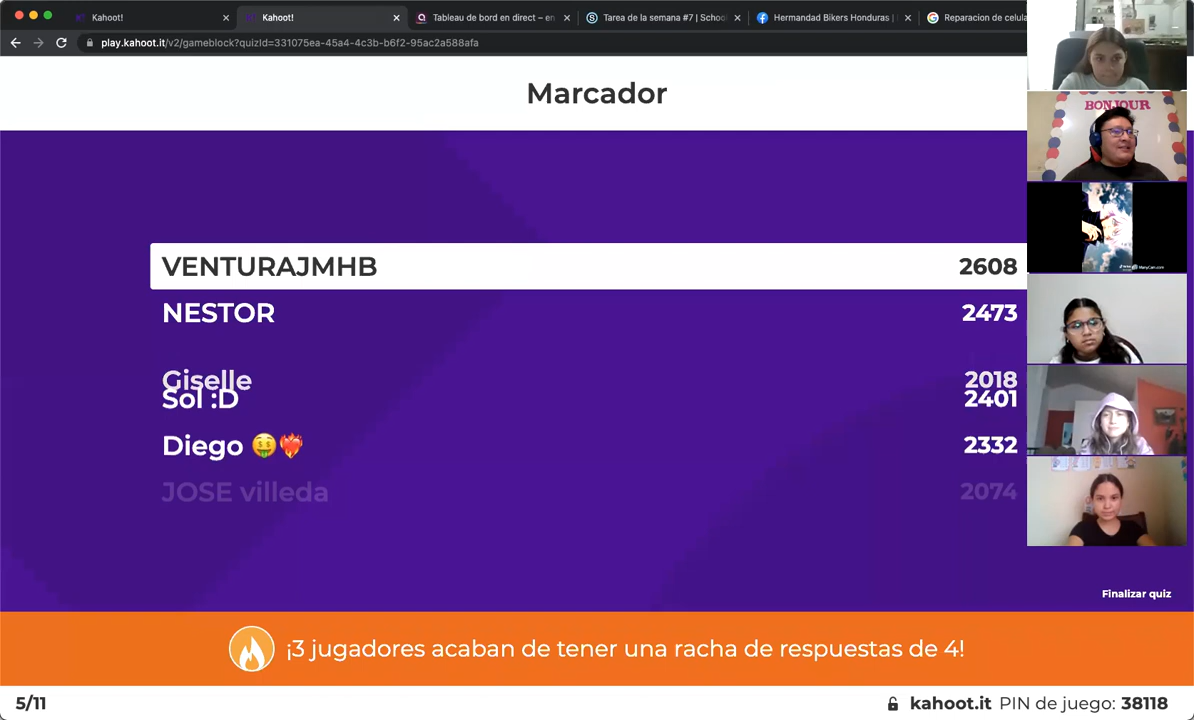 Kahoot!
Kahoot!
Tableau de bord en direct – en
Tarea de la semana #7 | Schoo
Hermandad Bikers Honduras |
Reparacion de celula
play.kahoot.it/v2/gameblock?quizId=331075ea-45a4-4c3b-b6f2-95ac2a588afa
Marcador
BONJOUR
VENTURAJMHB 2608
NESTOR 2473
Giselle 2018
Sol :D 2401
Diego 🤑❤️‍🔥 2332
JOSE villeda 2074
Finalizar quiz
¡3 jugadores acaban de tener una racha de respuestas de 4!
5/11
kahoot.it PIN de juego: 38118